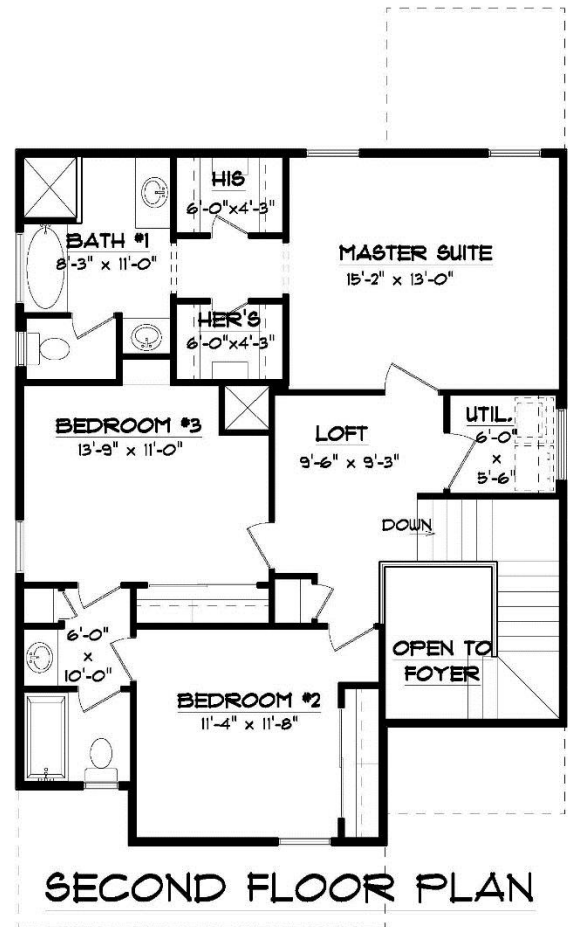 HIS
6'-0"x4'-3"
BATH #1
8'-3" x 11'-0"
MASTER SUITE
15'-2" x 13'-0"
HER'S
6'-0"x4'-3"
BEDROOM #3
13'-9" x 11'-0"
LOFT
9'-6" x 9'-3"
UTIL.
6'-0"
x
5'-6"
DOWN
6'-0"
x
10'-0"
OPEN TO
FOYER
BEDROOM #2
11'-4" x 11'-8"
SECOND FLOOR PLAN